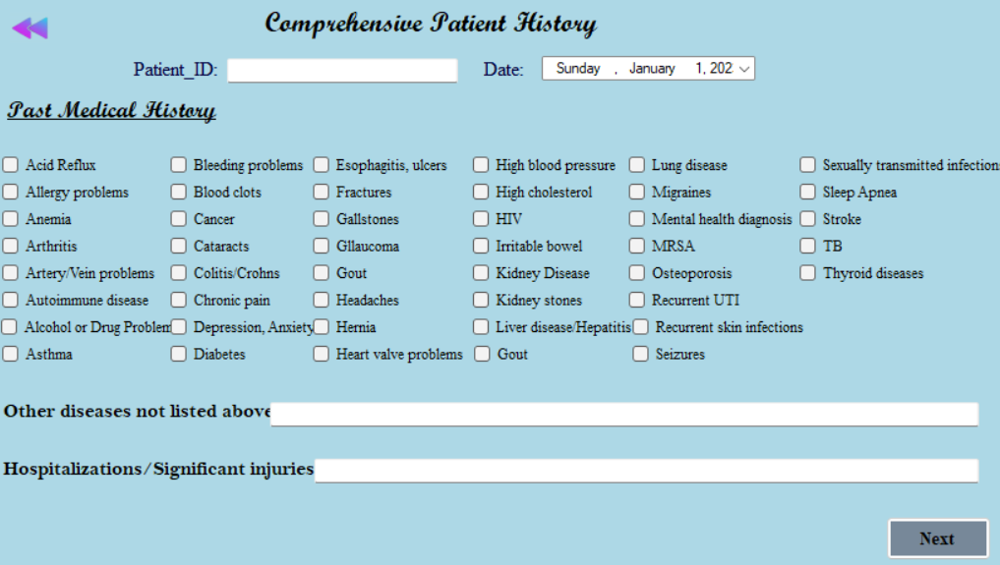 Comprehensive Patient History
Patient_ID: Date: Sunday , January 1, 202
Past Medical History
Acid Reflux Bleeding problems Esophagitis, ulcers High blood pressure Lung disease Sexually transmitted infection
Allergy problems Blood clots Fractures High cholesterol Migraines Sleep Apnea
Anemia Cancer Gallstones HIV Mental health diagnosis Stroke
Arthritis Cataracts Gllaucoma Irritable bowel MRSA TB
Artery/Vein problems Colitis/Crohns Gout Kidney Disease Osteoporosis Thyroid diseases
Autoimmune disease Chronic pain Headaches Kidney stones Recurrent UTI
Alcohol or Drug Problem Depression, Anxiety Hernia Liver disease/Hepatitis Recurrent skin infections
Asthma Diabetes Heart valve problems Gout Seizures
Other diseases not listed above
Hospitalizations/Significant injuries
Next